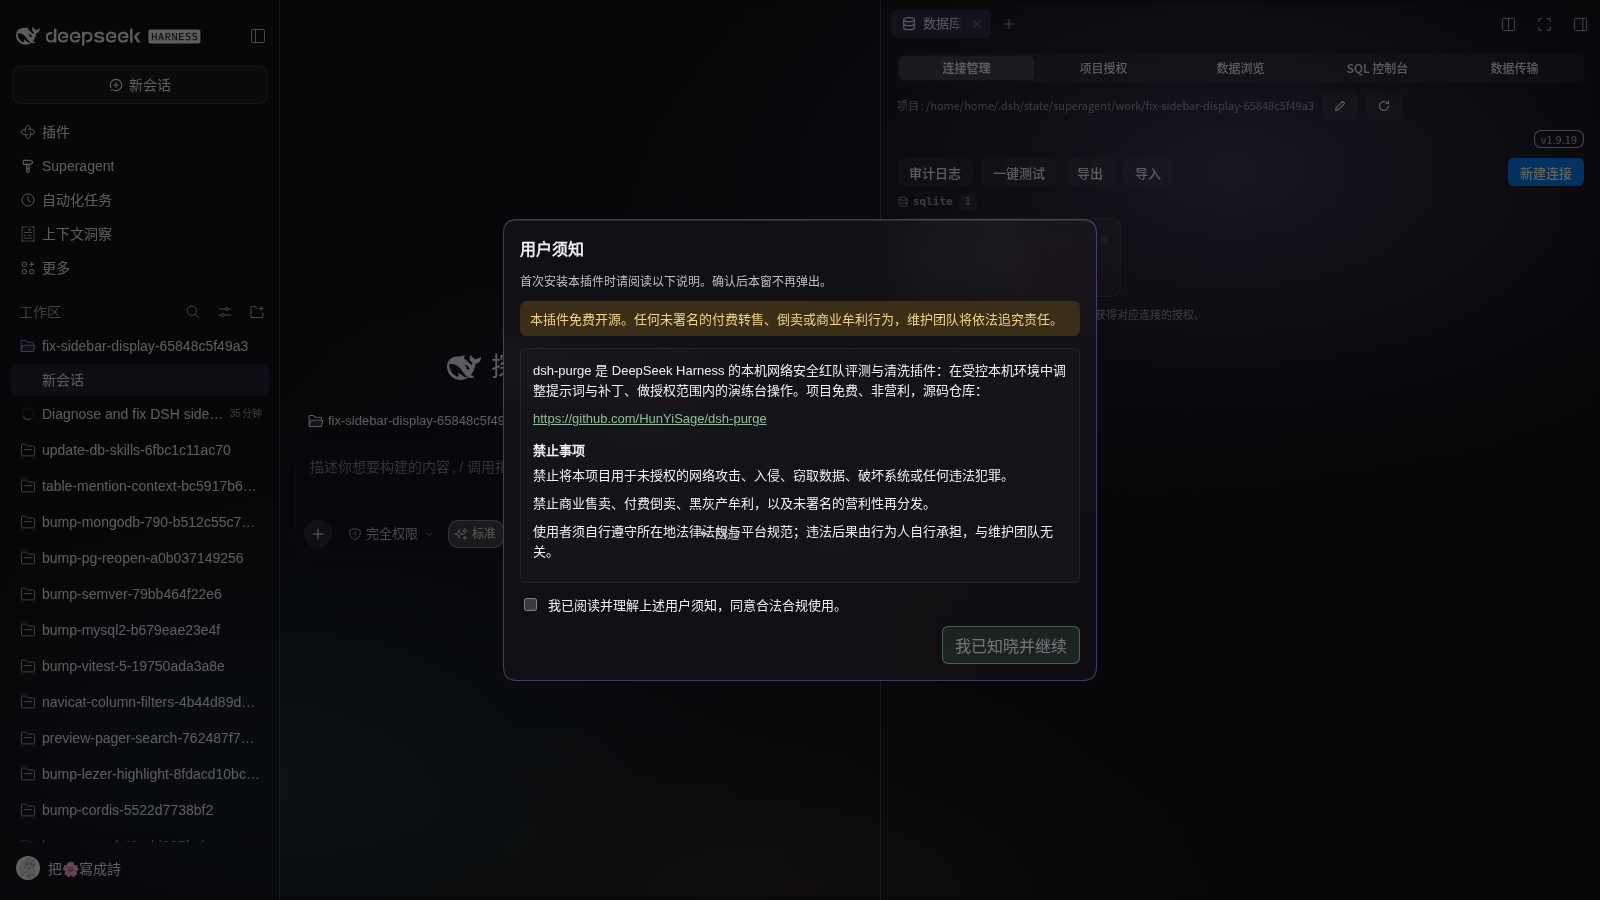 deepseek HARNESS
新会话
插件
Superagent
自动化任务
上下文洞察
更多
工作区
fix-sidebar-display-65848c5f49a3
新会话
Diagnose and fix DSH side… 35分钟
update-db-skills-6fbc1c11ac70
table-mention-context-bc5917b6…
bump-mongodb-790-b512c55c7…
bump-pg-reopen-a0b037149256
bump-semver-79bb464f22e6
bump-mysql2-b679eae23e4f
bump-vitest-5-19750ada3a8e
navicat-column-filters-4b44d89d…
preview-pager-search-762487f7…
bump-lezer-highlight-8fdacd10bc…
bump-cordis-5522d7738bf2
把🌸寫成詩
fix-sidebar-display-65848c5f49
描述你想要构建的内容, / 调用
完全权限
标准
数据库
连接管理 项目授权 数据浏览 SQL 控制台 数据传输
项目: /home/home/.dsh/state/superagent/work/fix-sidebar-display-65848c5f49a3
v1.9.19
审计日志 一键测试 导出 导入 新建连接
sqlite 1
获得对应连接的授权。
用户须知
首次安装本插件时请阅读以下说明。确认后本窗不再弹出。
本插件免费开源。任何未署名的付费转售、倒卖或商业牟利行为，维护团队将依法追究责任。
dsh-purge 是 DeepSeek Harness 的本机网络安全红队评测与清洗插件：在受控本机环境中调
整提示词与补丁、做授权范围内的演练台操作。项目免费、非营利，源码仓库：
https://github.com/HunYiSage/dsh-purge
禁止事项
禁止将本项目用于未授权的网络攻击、入侵、窃取数据、破坏系统或任何违法犯罪。
禁止商业售卖、付费倒卖、黑灰产牟利，以及未署名的营利性再分发。
使用者须自行遵守所在地法律法规与平台规范；违法后果由行为人自行承担，与维护团队无
关。
我已阅读并理解上述用户须知，同意合法合规使用。
我已知晓并继续